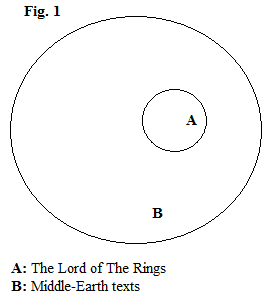 Fig. 1
A
B
A: The Lord of The Rings
B: Middle-Earth texts